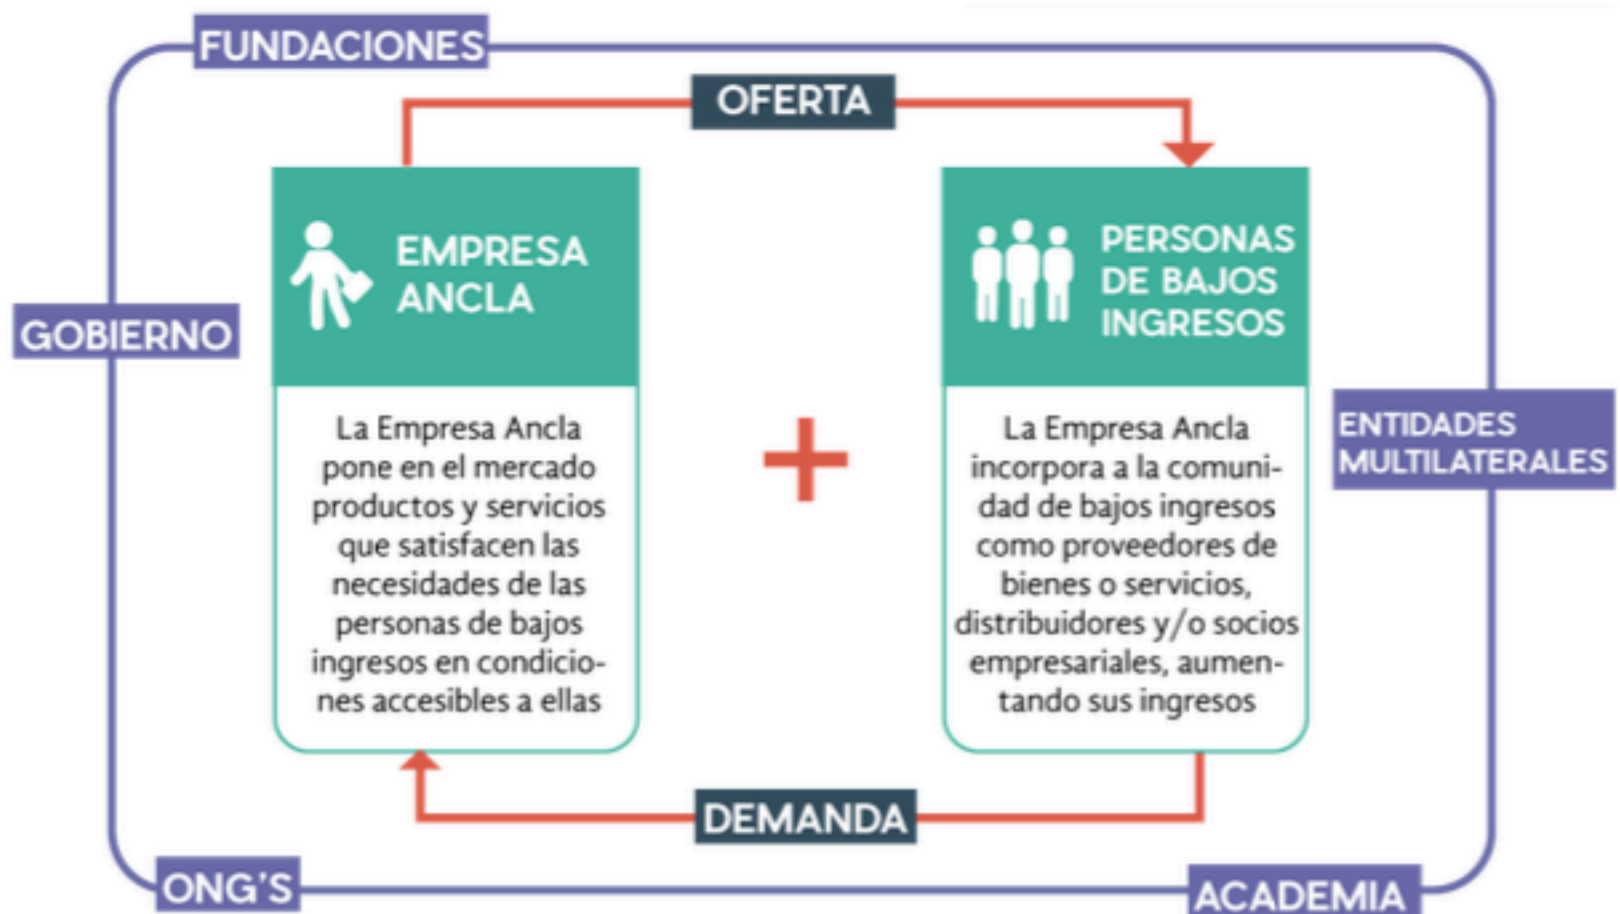 FUNDACIONES
OFERTA
EMPRESA
ANCLA
PERSONAS
DE BAJOS
INGRESOS
GOBIERNO
La Empresa Ancla
pone en el mercado
productos y servicios
que satisfacen las
necesidades de las
personas de bajos
ingresos en condicio-
nes accesibles a ellas
La Empresa Ancla
incorpora a la comuni-
dad de bajos ingresos
como proveedores de
bienes o servicios,
distribuidores y/o socios
empresariales, aumen-
tando sus ingresos
ENTIDADES
MULTILATERALES
DEMANDA
ONG'S
ACADEMIA